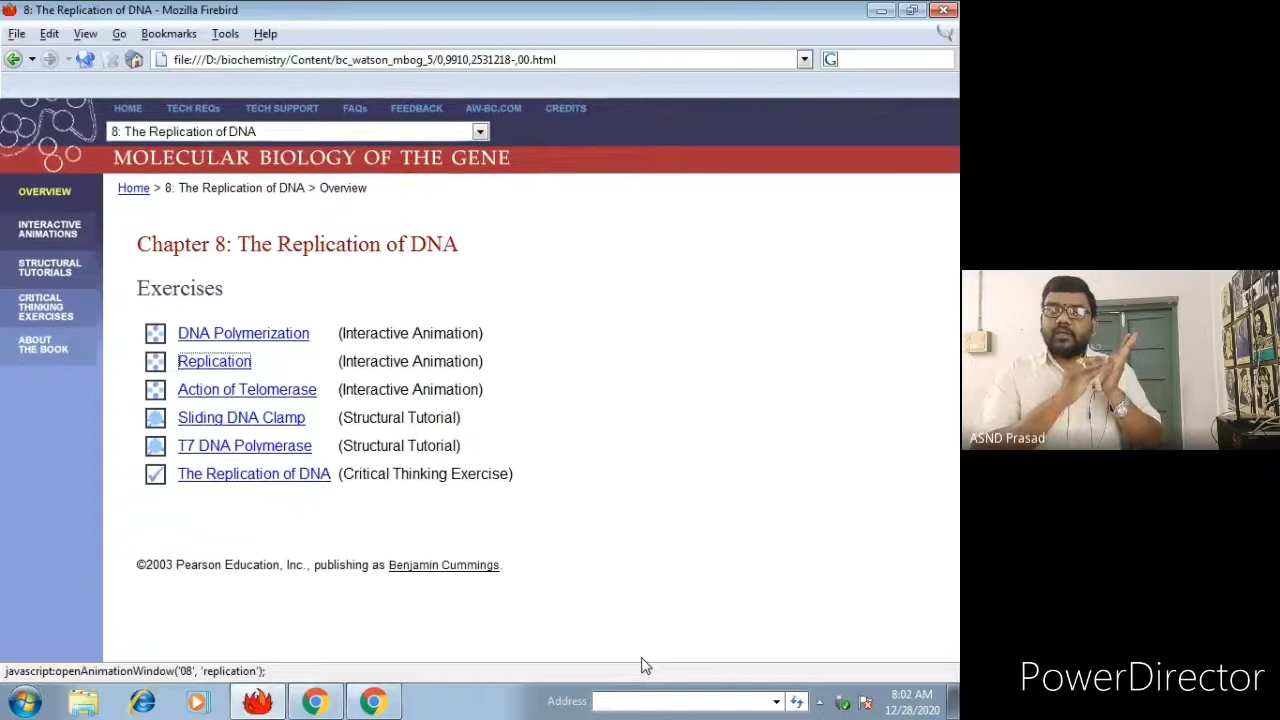 8: The Replication of DNA - Mozilla Firebird
File Edit View Go Bookmarks Tools Help
file:///D:/biochemistry/Content/bc_watson_mbog_5/0,9910,2531218-,00.html
G
HOME TECH REQs TECH SUPPORT FAQs FEEDBACK AW-BC.COM CREDITS
8: The Replication of DNA
MOLECULAR BIOLOGY OF THE GENE
OVERVIEW
INTERACTIVE
ANIMATIONS
STRUCTURAL
TUTORIALS
CRITICAL
THINKING
EXERCISES
ABOUT
THE BOOK
Home > 8: The Replication of DNA > Overview
Chapter 8: The Replication of DNA
Exercises
DNA Polymerization (Interactive Animation)
Replication (Interactive Animation)
Action of Telomerase (Interactive Animation)
Sliding DNA Clamp (Structural Tutorial)
T7 DNA Polymerase (Structural Tutorial)
The Replication of DNA (Critical Thinking Exercise)
©2003 Pearson Education, Inc., publishing as Benjamin Cummings.
ASND Prasad
javascript:openAnimationWindow('08', 'replication');
Address
8:02 AM
12/28/2020
PowerDirector